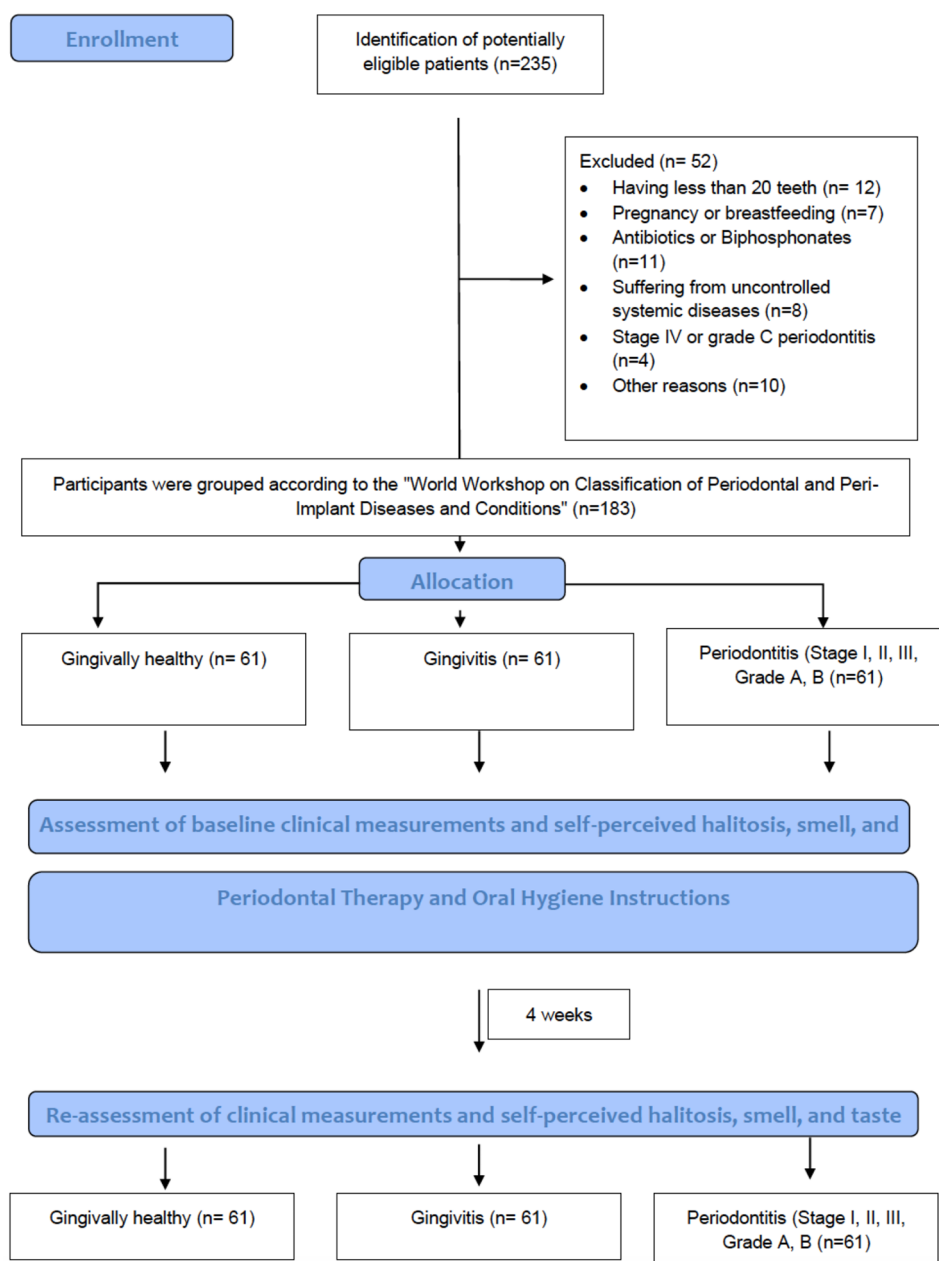 Enrollment
Identification of potentially
eligible patients (n=235)
Excluded (n= 52)
• Having less than 20 teeth (n= 12)
• Pregnancy or breastfeeding (n=7)
• Antibiotics or Biphosphonates
(n=11)
• Suffering from uncontrolled
systemic diseases (n=8)
• Stage IV or grade C periodontitis
(n=4)
• Other reasons (n=10)
Participants were grouped according to the "World Workshop on Classification of Periodontal and Peri-
Implant Diseases and Conditions" (n=183)
Allocation
Gingivally healthy (n= 61)
Gingivitis (n= 61)
Periodontitis (Stage I, II, III,
Grade A, B (n=61)
Assessment of baseline clinical measurements and self-perceived halitosis, smell, and
Periodontal Therapy and Oral Hygiene Instructions
4 weeks
Re-assessment of clinical measurements and self-perceived halitosis, smell, and taste
Gingivally healthy (n= 61)
Gingivitis (n= 61)
Periodontitis (Stage I, II, III,
Grade A, B (n=61)